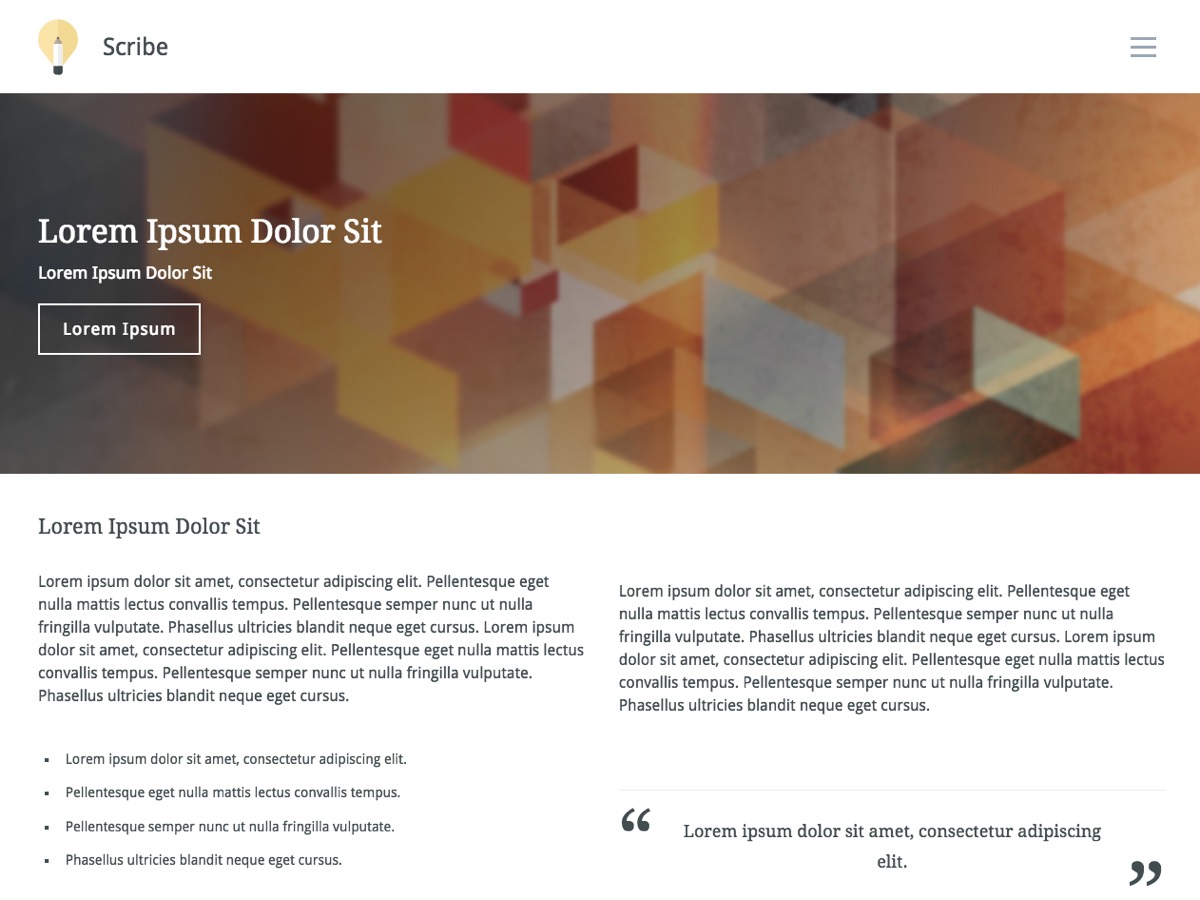 Scribe
Lorem Ipsum Dolor Sit
Lorem Ipsum Dolor Sit
Lorem Ipsum
Lorem Ipsum Dolor Sit
Lorem ipsum dolor sit amet, consectetur adipiscing elit. Pellentesque eget
nulla mattis lectus convallis tempus. Pellentesque semper nunc ut nulla
fringilla vulputate. Phasellus ultricies blandit neque eget cursus. Lorem ipsum
dolor sit amet, consectetur adipiscing elit. Pellentesque eget nulla mattis lectus
convallis tempus. Pellentesque semper nunc ut nulla fringilla vulputate.
Phasellus ultricies blandit neque eget cursus.
▪ Lorem ipsum dolor sit amet, consectetur adipiscing elit.
▪ Pellentesque eget nulla mattis lectus convallis tempus.
▪ Pellentesque semper nunc ut nulla fringilla vulputate.
▪ Phasellus ultricies blandit neque eget cursus.
Lorem ipsum dolor sit amet, consectetur adipiscing elit. Pellentesque eget
nulla mattis lectus convallis tempus. Pellentesque semper nunc ut nulla
fringilla vulputate. Phasellus ultricies blandit neque eget cursus. Lorem ipsum
dolor sit amet, consectetur adipiscing elit. Pellentesque eget nulla mattis lectus
convallis tempus. Pellentesque semper nunc ut nulla fringilla vulputate.
Phasellus ultricies blandit neque eget cursus.
“ Lorem ipsum dolor sit amet, consectetur adipiscing
elit. ”